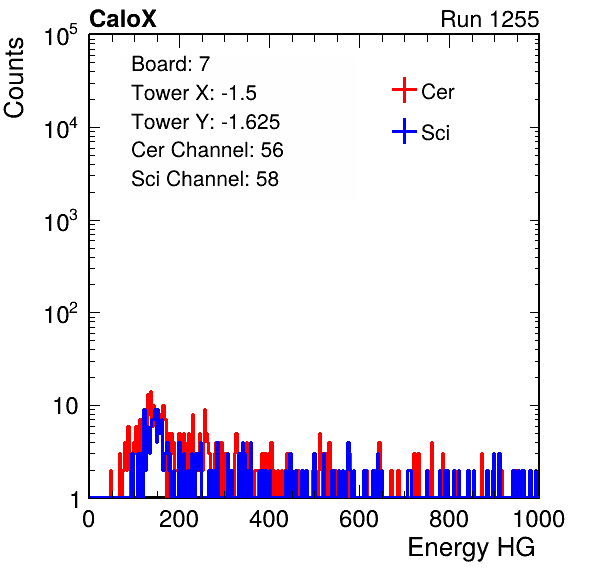 CaloX Run 1255
Counts
Board: 7
Tower X: -1.5
Tower Y: -1.625
Cer Channel: 56
Sci Channel: 58
Cer
Sci
10^5
10^4
10^3
10^2
10
1
0 200 400 600 800 1000
Energy HG